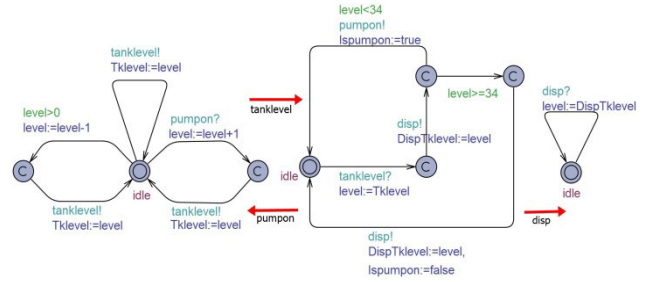 tanklevel!
Tklevel:=level
level>0
level:=level-1
pumpon?
level:=level+1
C
C
idle
tanklevel!
Tklevel:=level
tanklevel!
Tklevel:=level
tanklevel
pumpon
level<34
pumpon!
Ispumpon:=true
C
C
level>=34
disp!
DispTklevel:=level
idle
tanklevel?
level:=Tklevel
C
disp!
DispTklevel:=level,
Ispumpon:=false
disp
disp?
level:=DispTklevel
idle